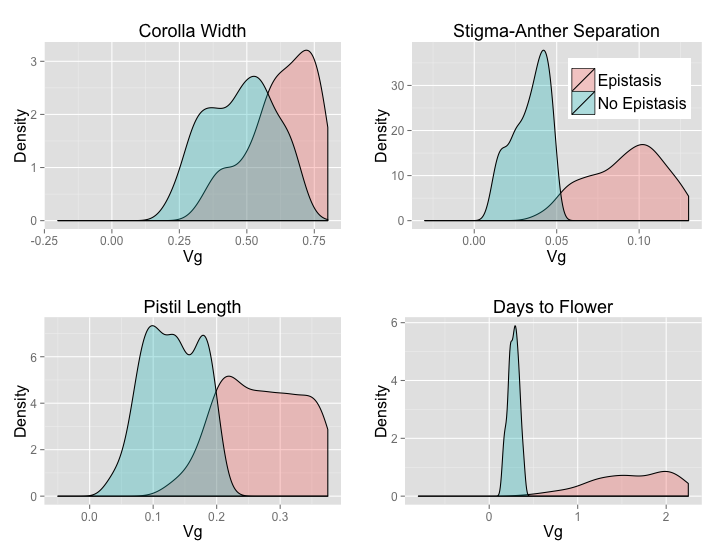 Corolla Width
Density
3
2
1
0
-0.25 0.00 0.25 0.50 0.75
Vg
Stigma-Anther Separation
Density
30
20
10
0
Epistasis
No Epistasis
0.00 0.05 0.10
Vg
Pistil Length
Density
6
4
2
0
0.0 0.1 0.2 0.3
Vg
Days to Flower
Density
6
4
2
0
0 1 2
Vg